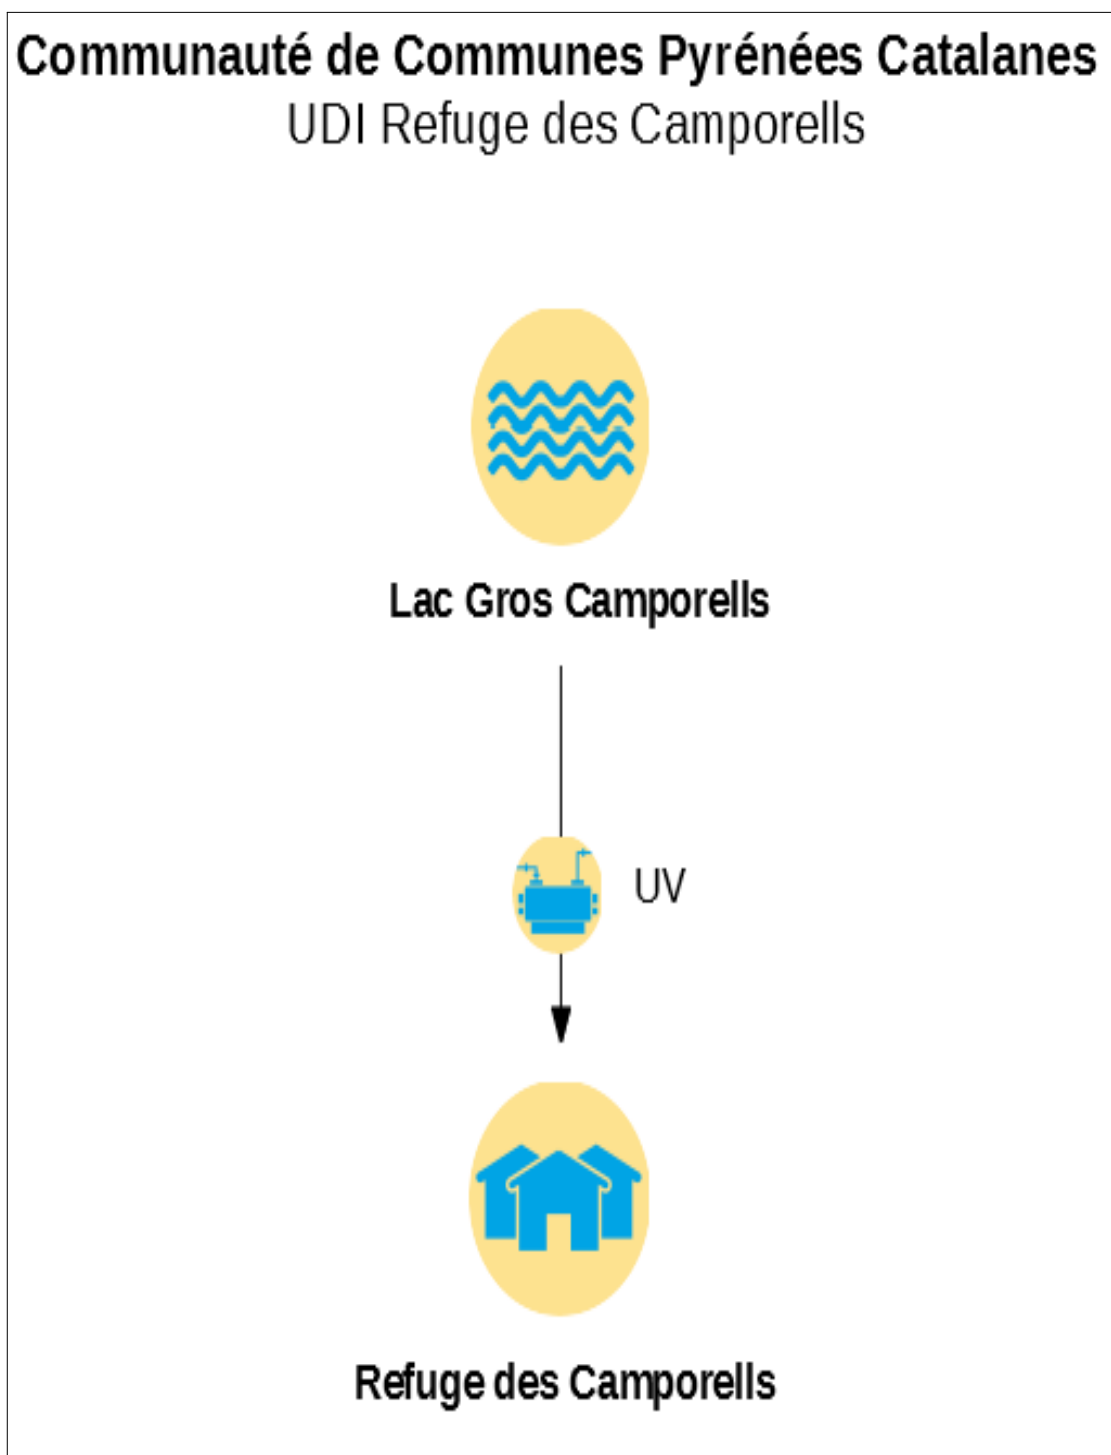 Communauté de Communes Pyrénées Catalanes
UDI Refuge des Camporells
Lac Gros Camporells
UV
Refuge des Camporells